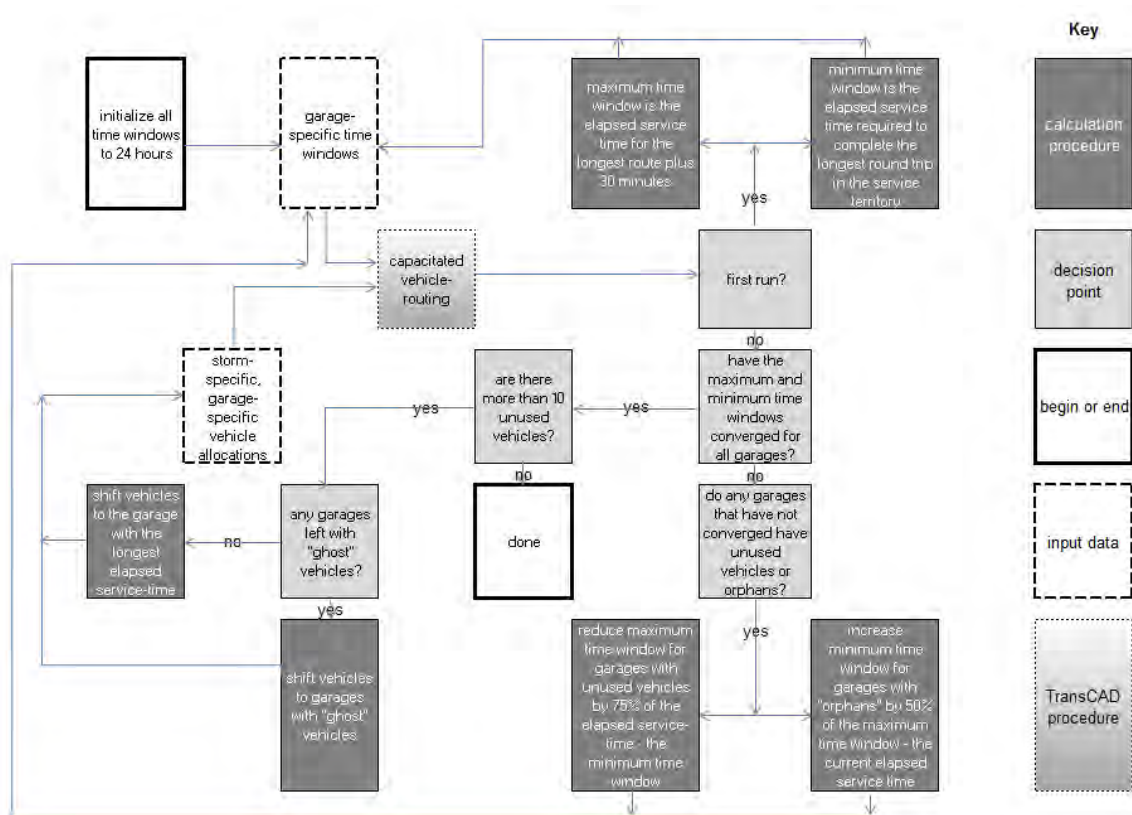 Key
initialize all
time windows
to 24 hours
garage-
specific time
windows
maximum time
window is the
elapsed service
time for the
longest route plus
30 minutes
minimum time
window is the
elapsed service
time required to
complete the
longest round trip
in the service
territory
calculation
procedure
yes
capacitated
vehicle-
routing
first run?
decision
point
no
storm-
specific,
garage-
specific
vehicle
allocations
are there
more than 10
unused
vehicles?
have the
maximum and
minimum time
windows
converged for
all garages?
begin or end
yes
yes
no
no
shift vehicles
to the garage
with the
longest
elapsed
service-time
no
any garages
left with
"ghost"
vehicles?
done
do any garages
that have not
converged have
unused
vehicles or
orphans?
input data
yes
yes
shift vehicles
to garages
with "ghost"
vehicles
reduce maximum
time window for
garages with
unused vehicles
by 75% of the
elapsed service-
time - the
minimum time
window
increase
minimum time
window for
garages with
"orphans" by 50%
of the maximum
time window - the
current elapsed
service time
TransCAD
procedure